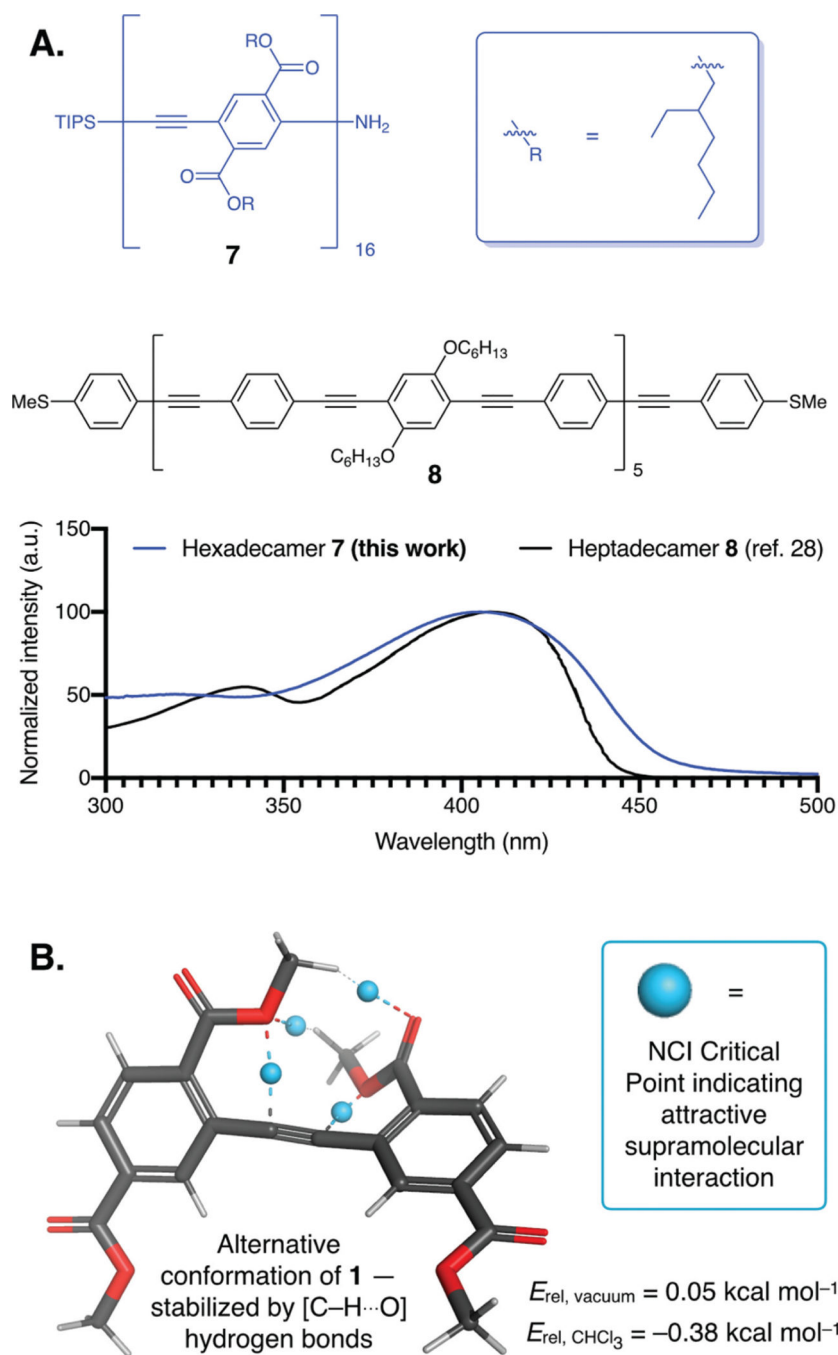 A.
RO
O
TIPS
NH2
O
OR
16
7
R
=
OC6H13
MeS
SMe
C6H13O
5
8
Normalized intensity (a.u.)
150
100
50
0
Hexadecamer 7 (this work)
Heptadecamer 8 (ref. 28)
300
350
400
450
500
Wavelength (nm)
B.
=
NCI Critical
Point indicating
attractive
supramolecular
interaction
Alternative
conformation of 1 —
stabilized by [C–H···O]
hydrogen bonds
Erel, vacuum = 0.05 kcal mol–1
Erel, CHCl3 = –0.38 kcal mol–1